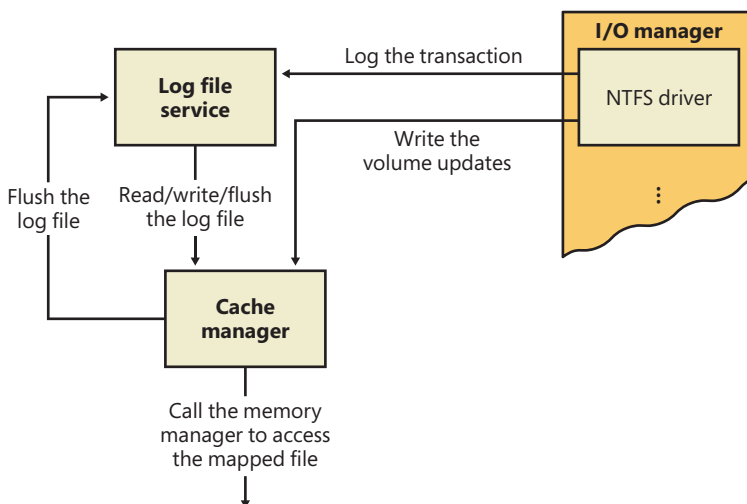 I/O manager
Log the transaction
Log file
service
NTFS driver
Write the
volume updates
Flush the
log file
Read/write/flush
the log file
...
Cache
manager
Call the memory
manager to access
the mapped file